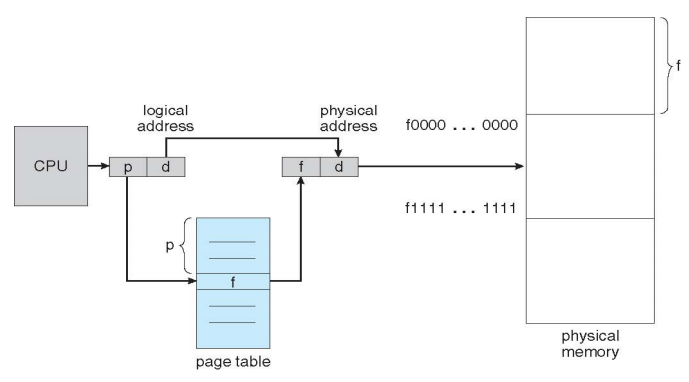 logical
address
physical
address
CPU
p
d
f
d
f0000 ... 0000
f1111 ... 1111
f
p
f
page table
physical
memory